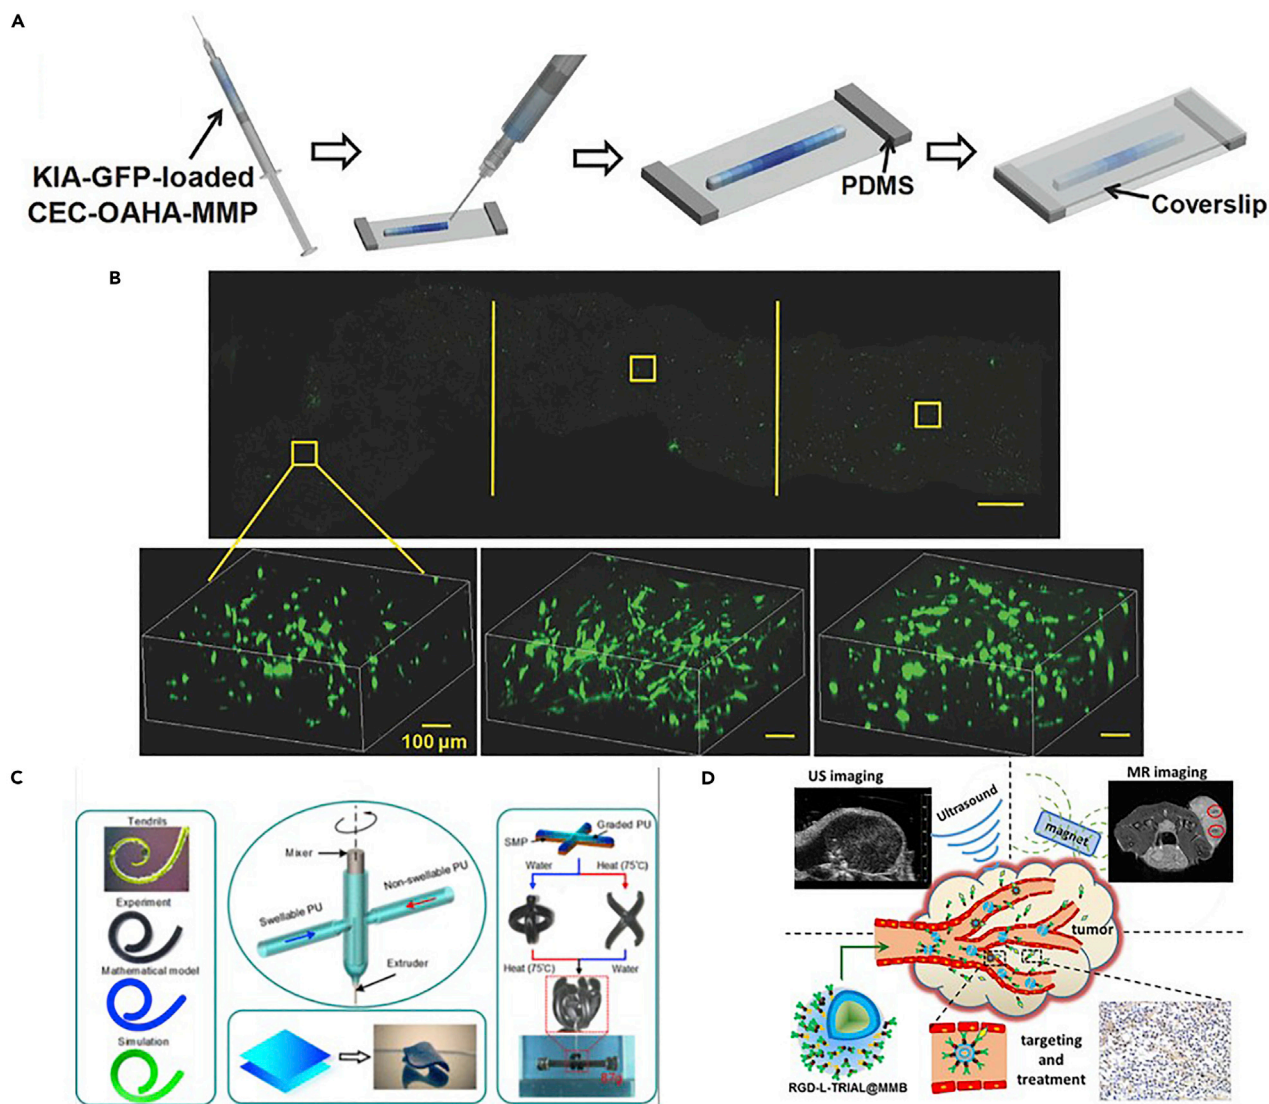 A
KIA-GFP-loaded
CEC-OAHA-MMP
PDMS
Coverslip
B
100 µm
C
Tendrils
Experiment
Mathematical model
Simulation
Mixer
Non-swellable PU
Swellable PU
Extruder
Graded PU
SMP
Water
Heat (75℃)
Heat (75℃)
Water
87g
D
US imaging
Ultrasound
magnet
MR imaging
tumor
RGD-L-TRIAL@MMB
targeting
and
treatment